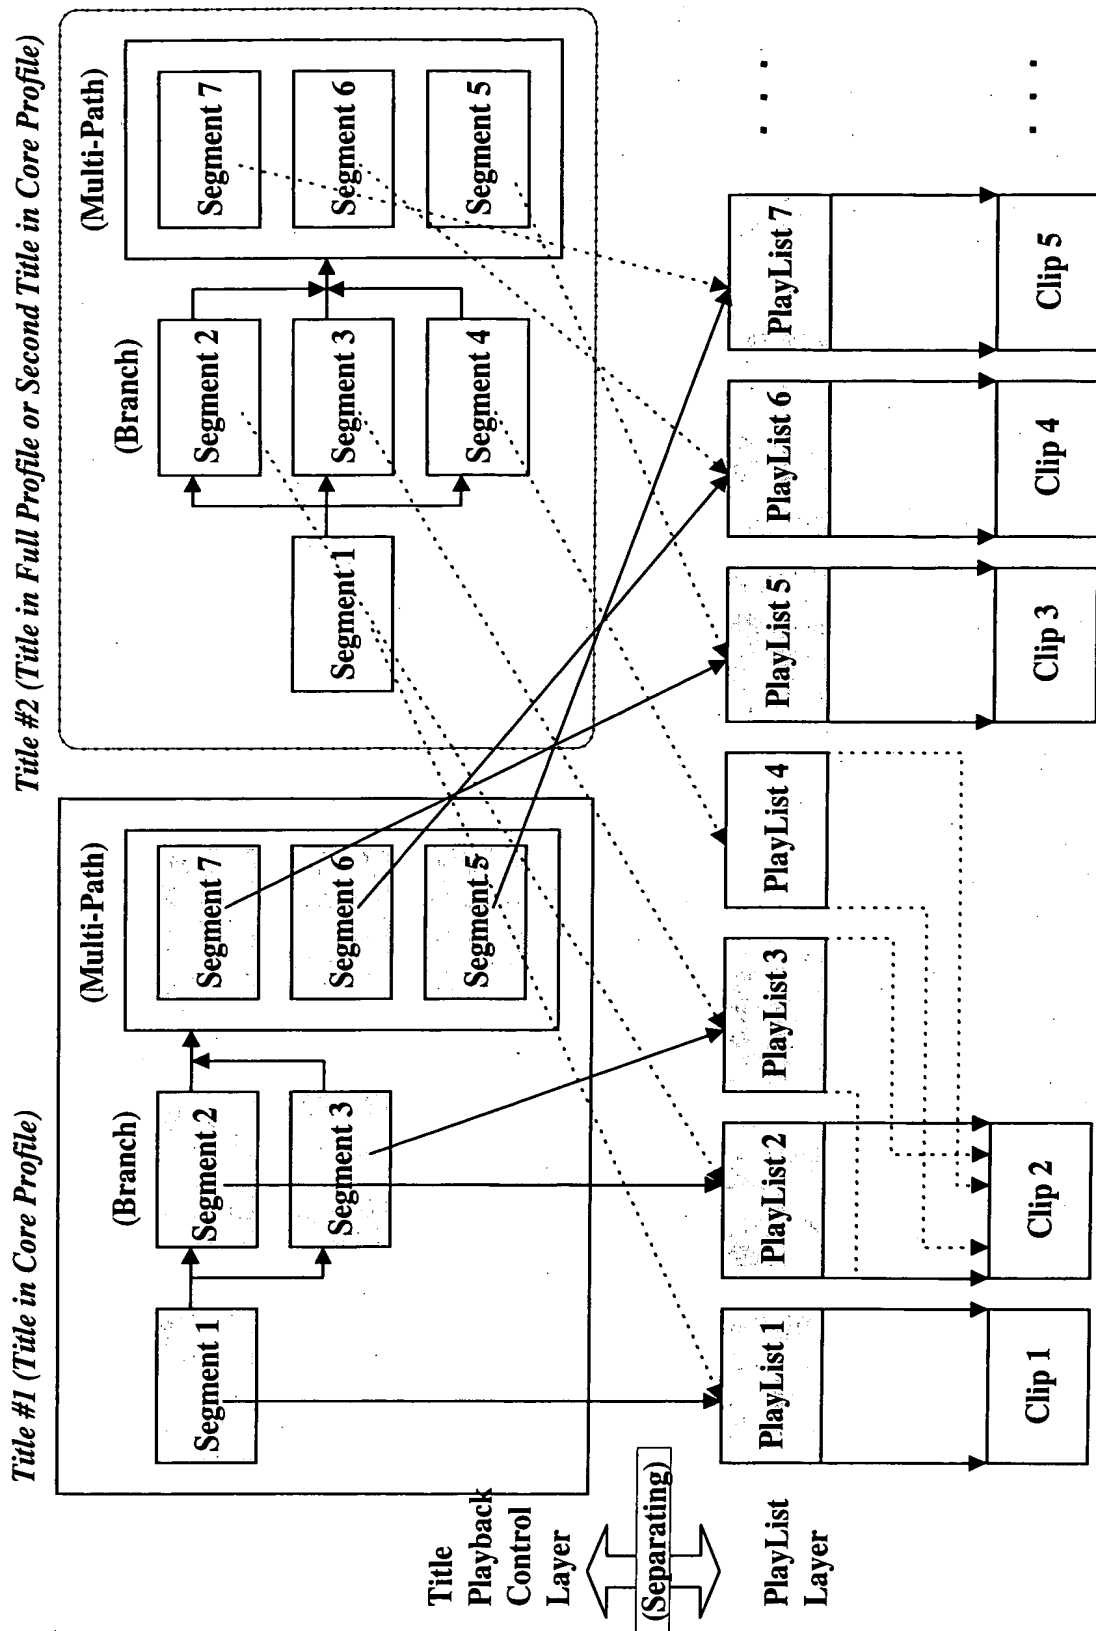 Title #1 (Title in Core Profile)
Title #2 (Title in Full Profile or Second Title in Core Profile)
(Branch)
(Multi-Path)
(Branch)
(Multi-Path)
Segment 1
Segment 2
Segment 7
Segment 2
Segment 7
Segment 3
Segment 6
Segment 1
Segment 3
Segment 6
Segment 5
Segment 4
Segment 5
Title
Playback
Control
Layer
(Separating)
PlayList
Layer
PlayList 1
PlayList 2
PlayList 3
PlayList 4
PlayList 5
PlayList 6
PlayList 7
. . .
Clip 1
Clip 2
Clip 3
Clip 4
Clip 5
. . .